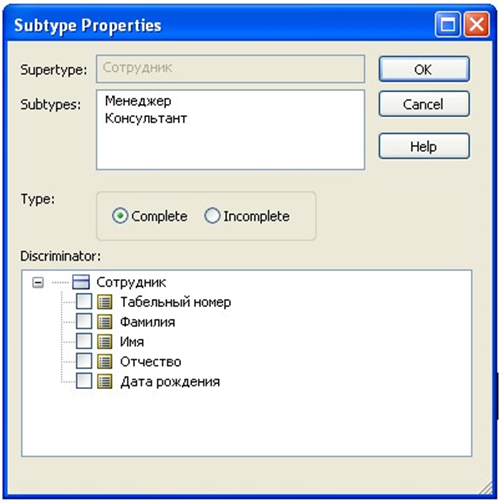 Subtype Properties
Supertype: Сотрудник OK
Subtypes: Менеджер Cancel
Консультант
Help
Type:
Complete Incomplete
Discriminator:
Сотрудник
Табельный номер
Фамилия
Имя
Отчество
Дата рождения